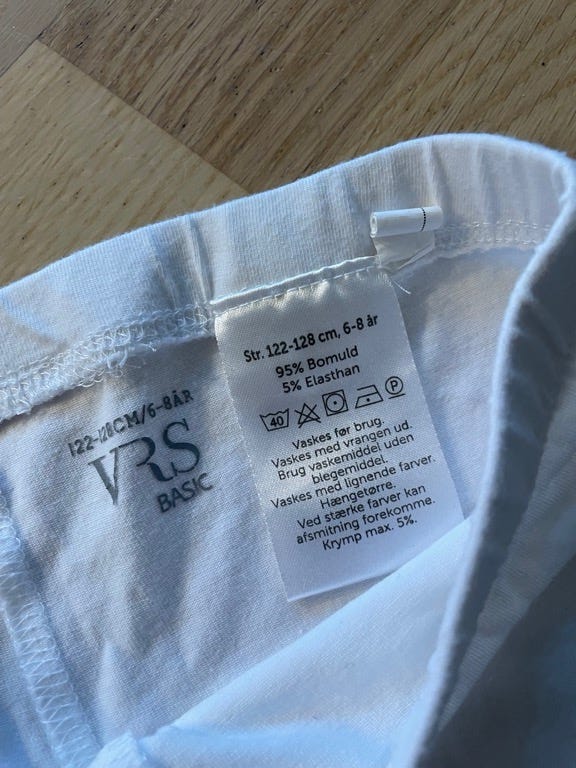 Str. 122-128 cm, 6-8 år
95% Bomuld
5% Elasthan
40 P
Vaskes før brug.
Vaskes med vrangen ud.
Brug vaskemiddel uden
blegemiddel.
Vaskes med lignende farver.
Hængetørre.
Ved stærke farver kan
afsmitning forekomme.
Krymp max. 5%.
122-128CM/6-8ÅR
VRS
BASIC